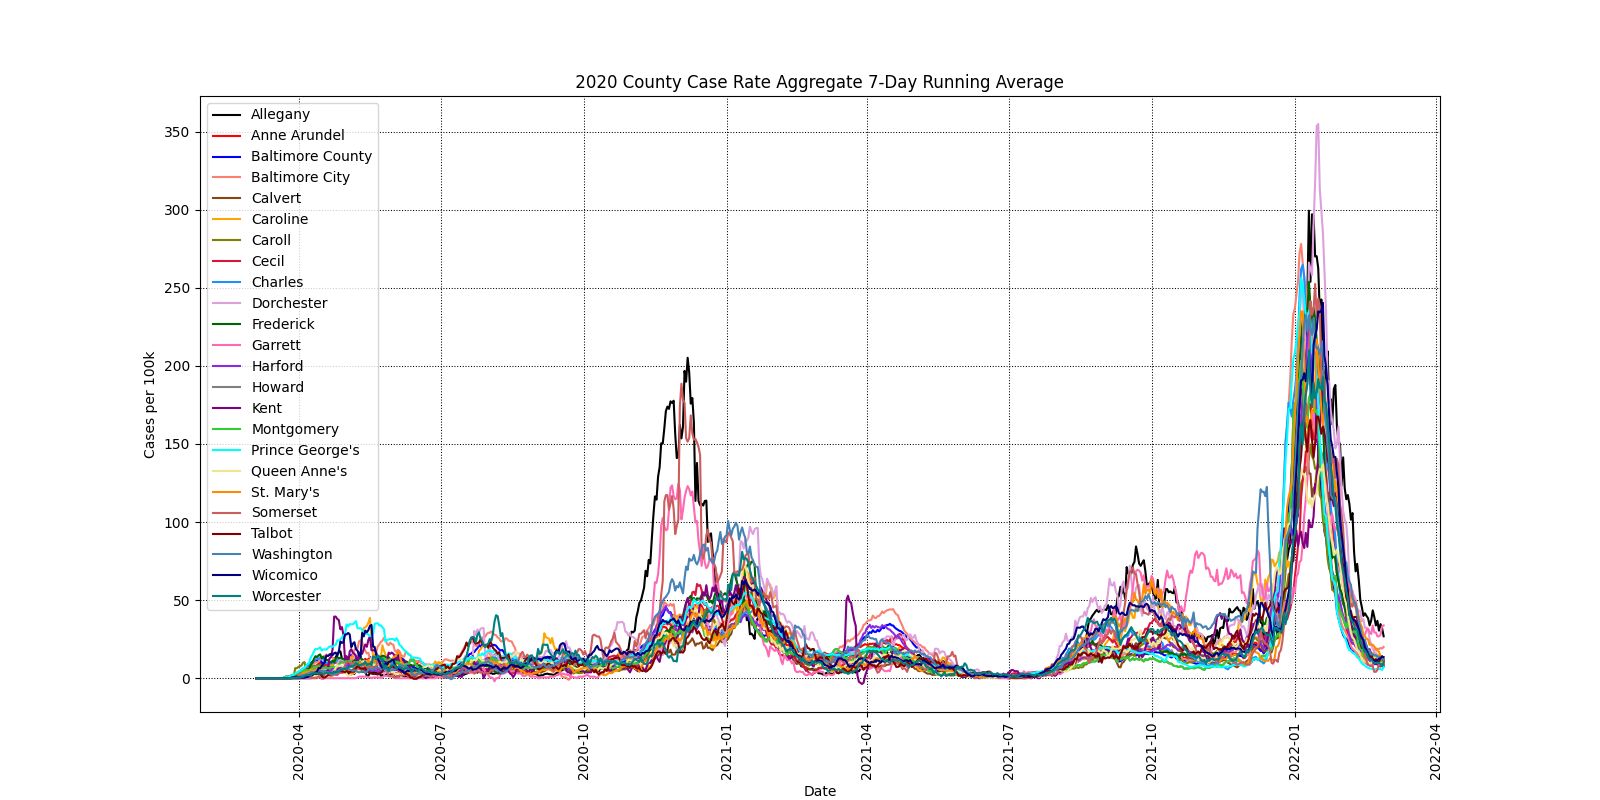 2020 County Case Rate Aggregate 7-Day Running Average
Allegany
Anne Arundel
Baltimore County
Baltimore City
Calvert
Caroline
Caroll
Cecil
Charles
Dorchester
Frederick
Garrett
Harford
Howard
Kent
Montgomery
Prince George's
Queen Anne's
St. Mary's
Somerset
Talbot
Washington
Wicomico
Worcester
350
300
250
200
150
100
50
0
Cases per 100k
2020-04
2020-07
2020-10
2021-01
2021-04
2021-07
2021-10
2022-01
2022-04
Date